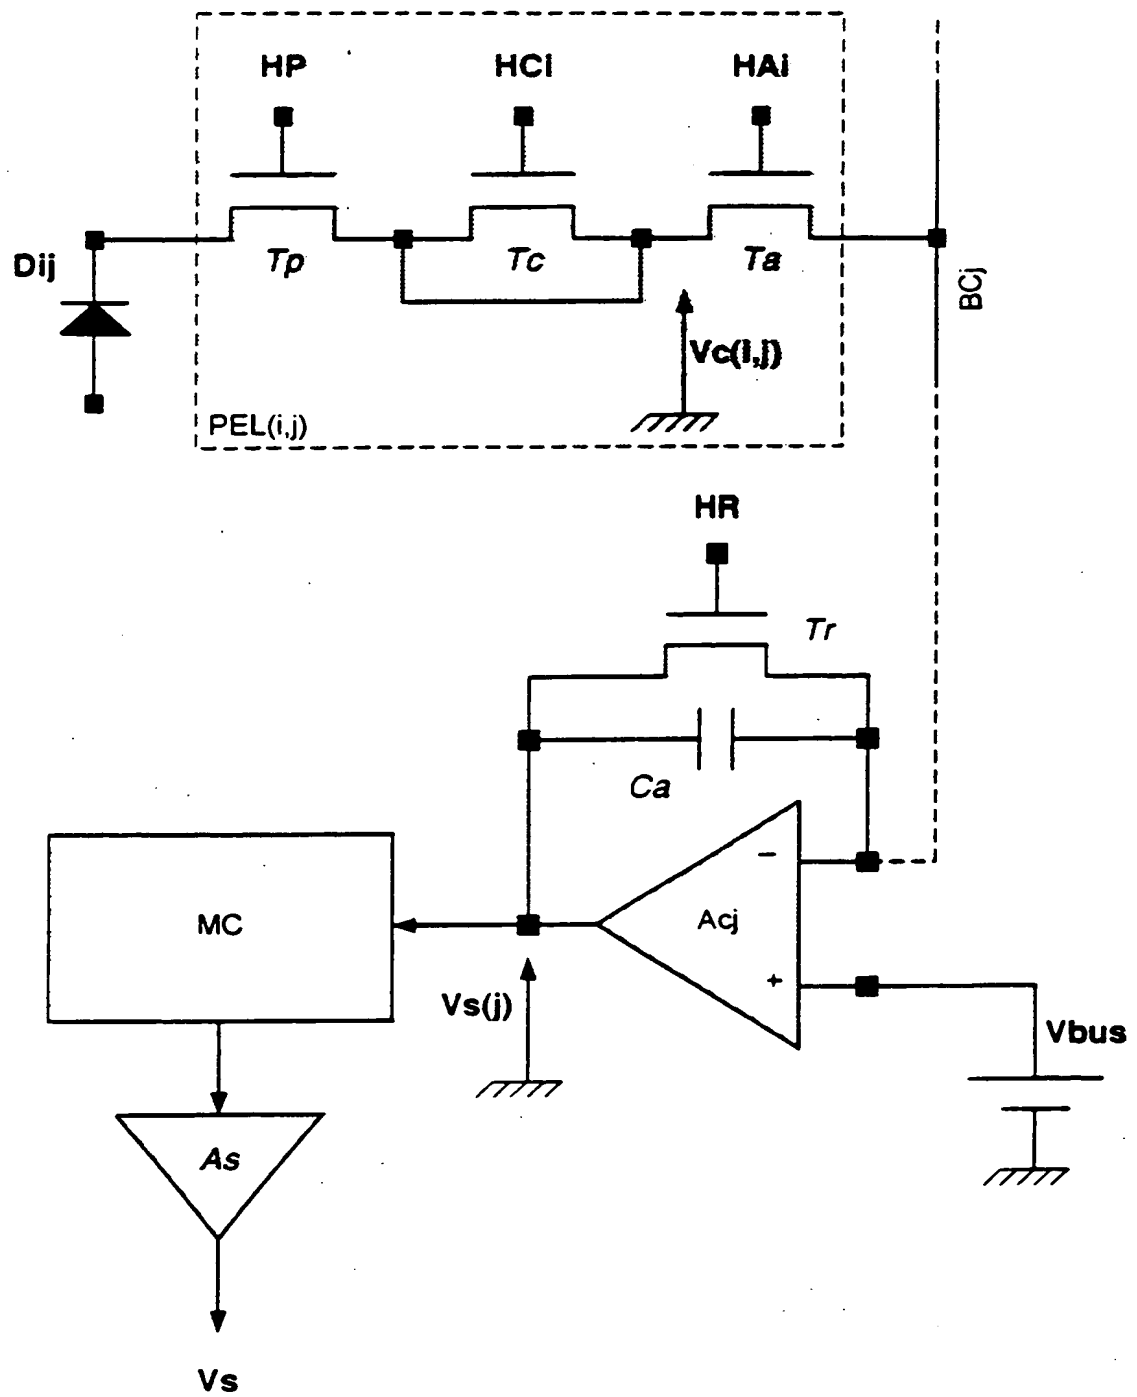 HP
HCi
HAi
Dij
Tp
Tc
Ta
BCj
Vc(i,j)
PEL(i,j)
HR
Tr
Ca
MC
−
Acj
+
Vs(j)
Vbus
As
Vs